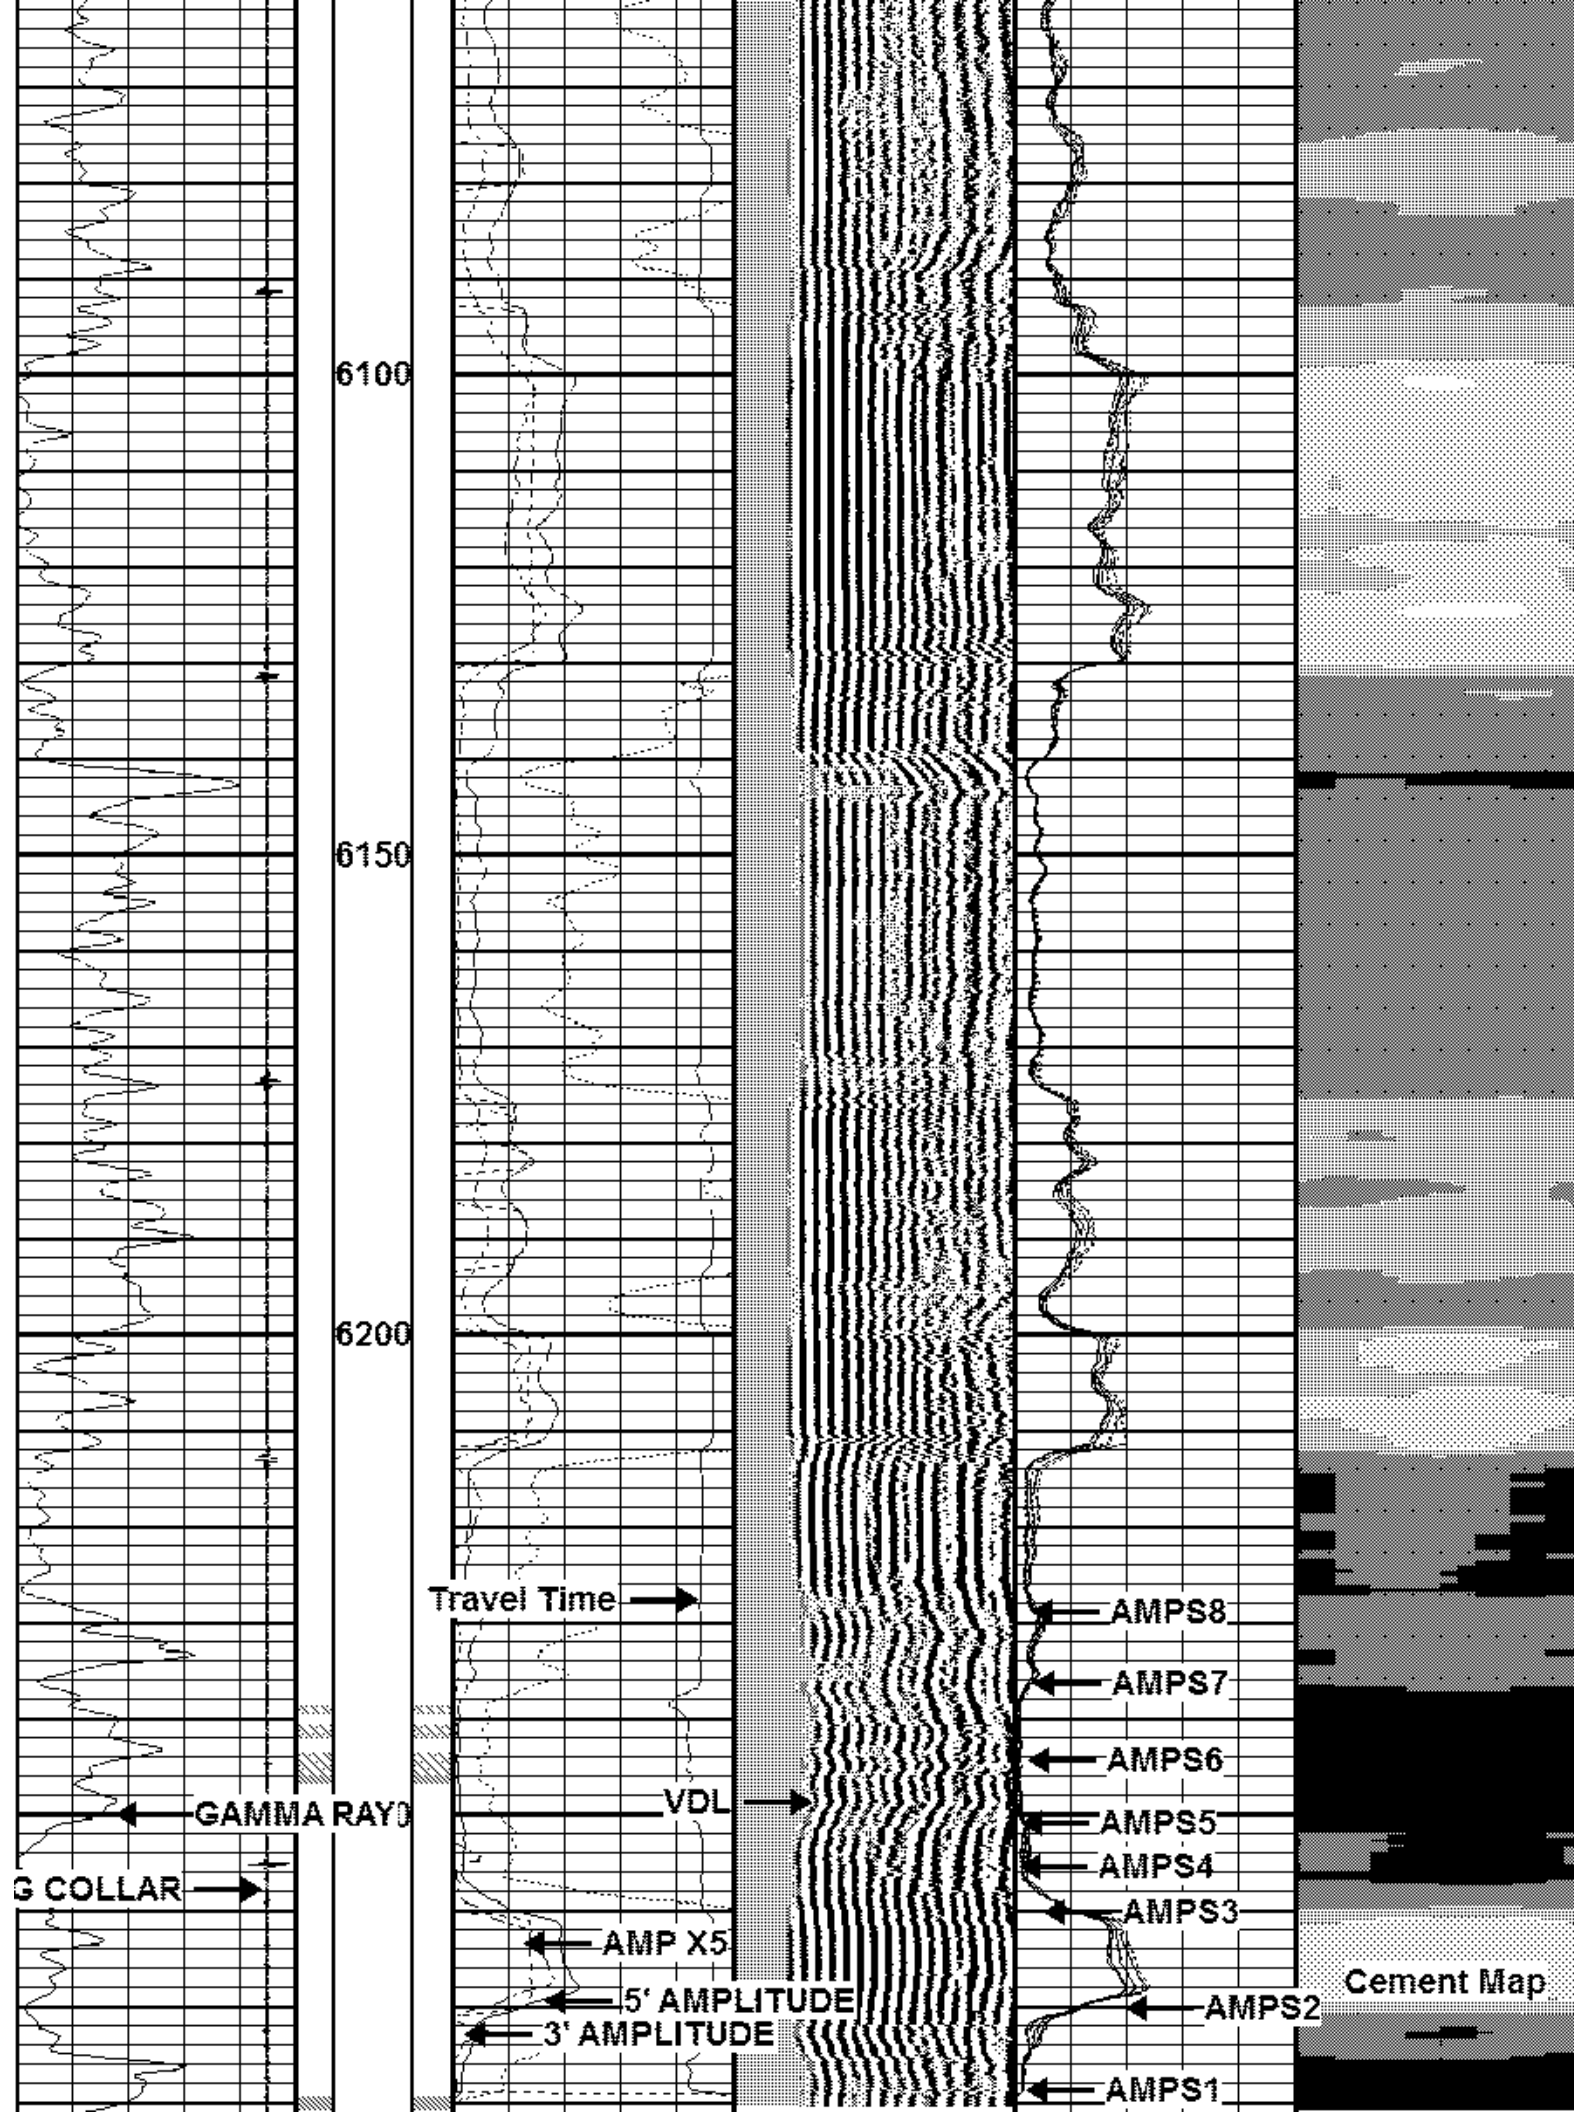 6100
6150
6200
Travel Time
AMPS8
AMPS7
AMPS6
VDL
GAMMA RAY0
AMPS5
AMPS4
G COLLAR
AMPS3
AMP X5
Cement Map
5' AMPLITUDE
AMPS2
3' AMPLITUDE
AMPS1